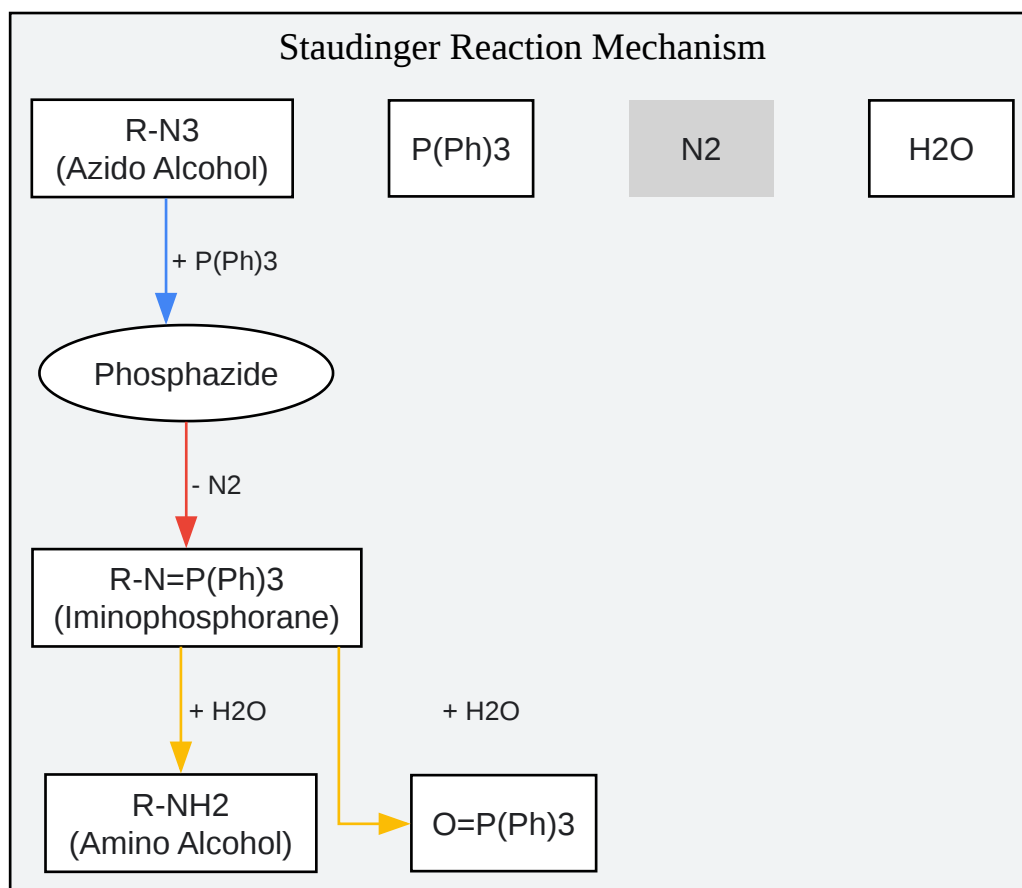 Staudinger Reaction Mechanism
R-N3
(Azido Alcohol)
P(Ph)3
N2
H2O
+ P(Ph)3
Phosphazide
- N2
R-N=P(Ph)3
(Iminophosphorane)
+ H2O
+ H2O
R-NH2
(Amino Alcohol)
O=P(Ph)3